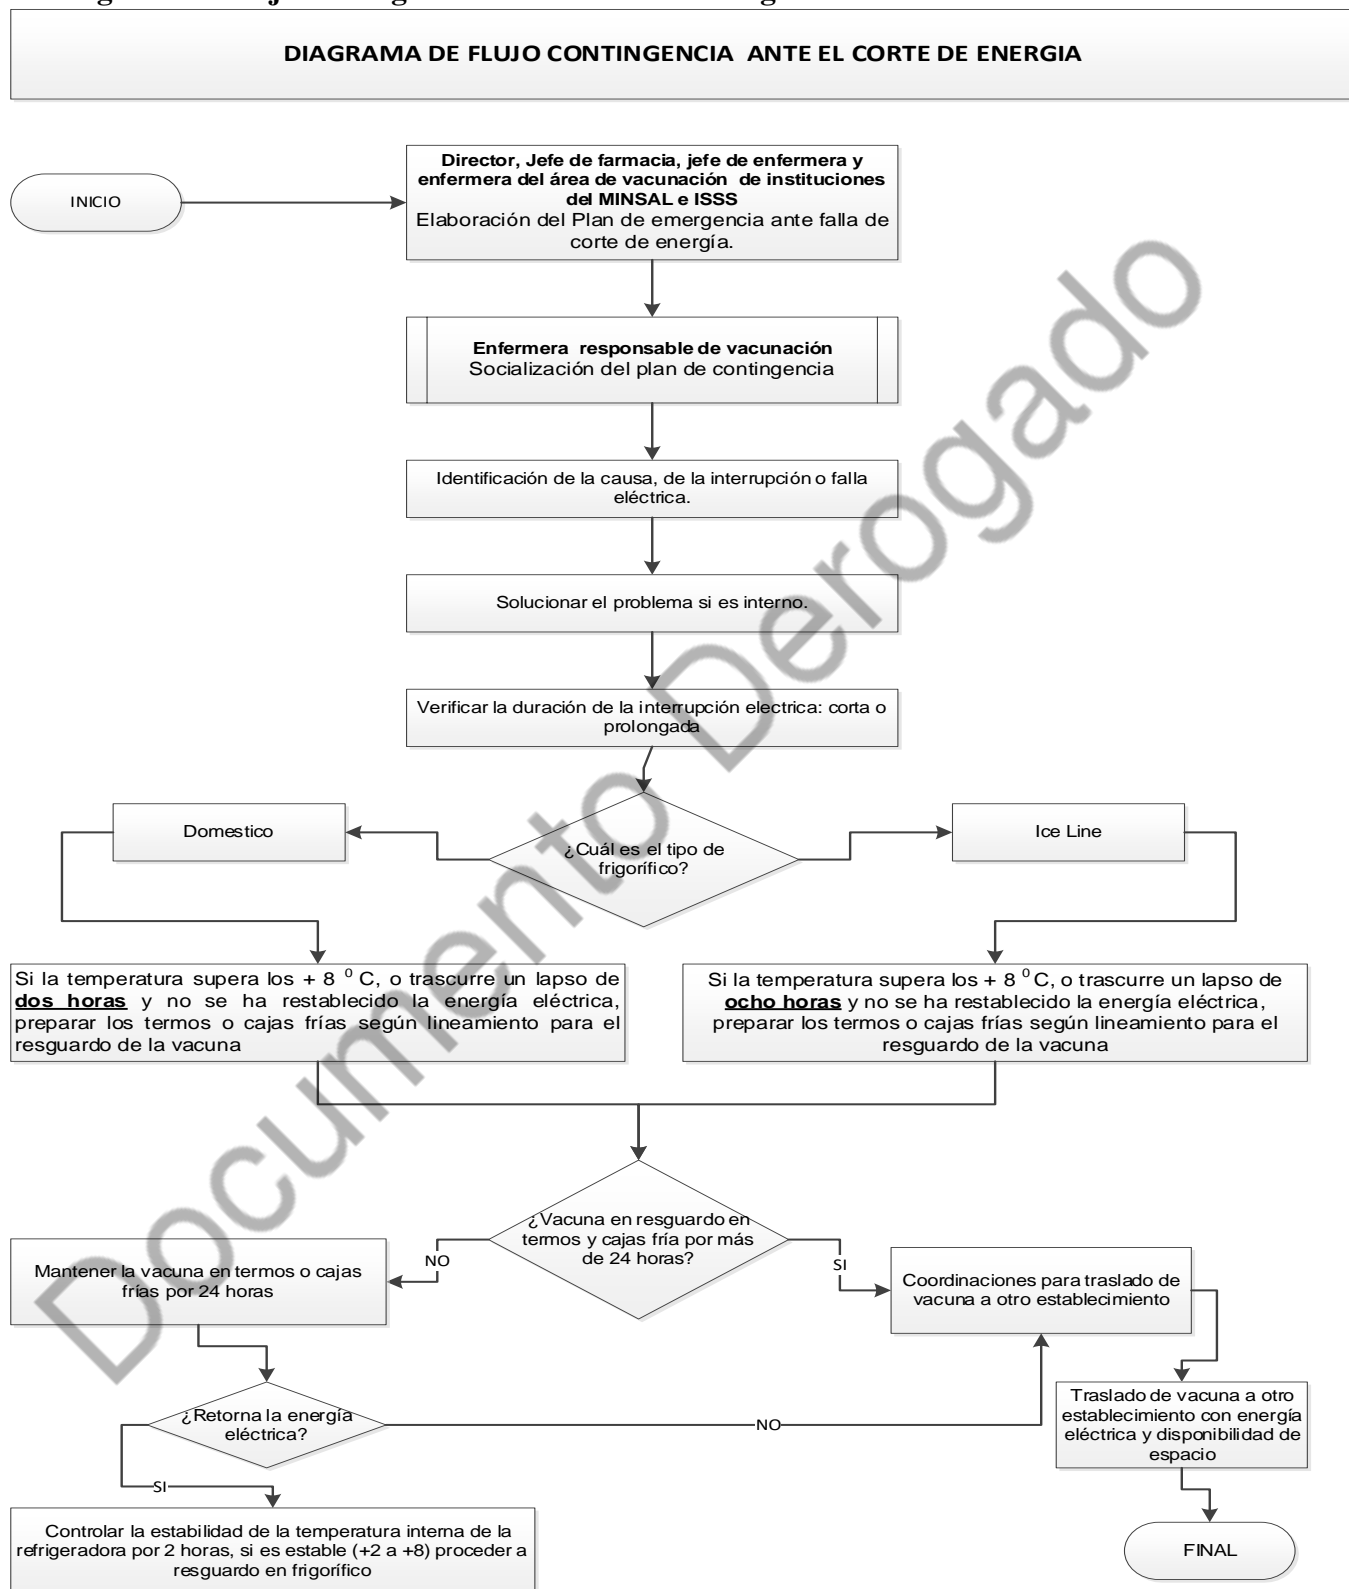 DIAGRAMA DE FLUJO CONTINGENCIA ANTE EL CORTE DE ENERGIA
INICIO
Director, Jefe de farmacia, jefe de enfermera y
enfermera del área de vacunación de instituciones
del MINSAL e ISSS
Elaboración del Plan de emergencia ante falla de
corte de energía.
Enfermera responsable de vacunación
Socialización del plan de contingencia
Identificación de la causa, de la interrupción o falla
eléctrica.
Solucionar el problema si es interno.
Verificar la duración de la interrupción electrica: corta o
prolongada
¿Cuál es el tipo de
frigorífico?
Domestico
Ice Line
Si la temperatura supera los + 8 ⁰ C, o trascurre un lapso de
dos horas y no se ha restablecido la energía eléctrica,
preparar los termos o cajas frías según lineamiento para el
resguardo de la vacuna
Si la temperatura supera los + 8 ⁰ C, o trascurre un lapso de
ocho horas y no se ha restablecido la energía eléctrica,
preparar los termos o cajas frías según lineamiento para el
resguardo de la vacuna
¿Vacuna en resguardo en
termos y cajas fría por más
de 24 horas?
NO
SI
Mantener la vacuna en termos o cajas
frías por 24 horas
Coordinaciones para traslado de
vacuna a otro establecimiento
¿Retorna la energía
eléctrica?
NO
SI
Traslado de vacuna a otro
establecimiento con energía
eléctrica y disponibilidad de
espacio
Controlar la estabilidad de la temperatura interna de la
refrigeradora por 2 horas, si es estable (+2 a +8) proceder a
resguardo en frigorífico
FINAL
Documento Derogado